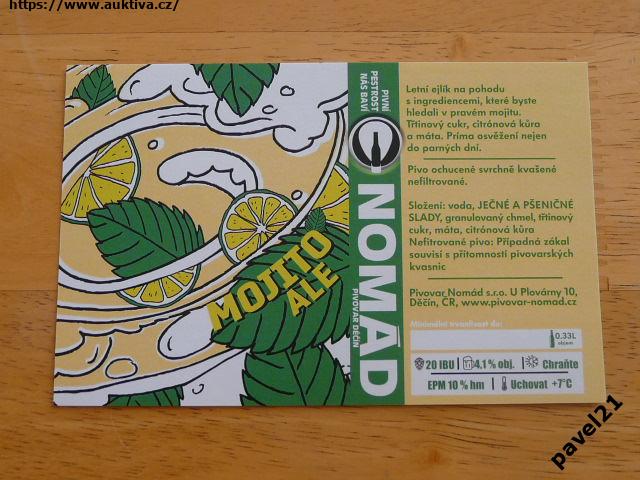 https://www.auktiva.cz/
MOJITO
ALE
PIVNÍ
PESTROST
NÁS BAVÍ
NOMÁD
PIVOVAR DĚČÍN
Letní ejlík na pohodu
s ingrediencemi, které byste
hledali v pravém mojitu.
Třtinový cukr, citrónová kůra
a máta. Príma osvěžení nejen
do parných dní.
Pivo ochucené svrchně kvašené
nefiltrované.
Složení: voda, JEČNÉ A PŠENIČNÉ
SLADY, granulovaný chmel, třtinový
cukr, máta, citrónová kůra
Nefitrované pivo: Případná zákal
souvisí s přítomností pivovarských
kvasnic
Pivovar Nomád s.r.o. U Plovárny 10,
Děčín, ČR, www.pivovar-nomad.cz
Minimální trvanlivost do:
0.33L
objem
20 IBU | 4,1 % obj. | Chraňte
EPM 10 % hm | Uchovat +7°C
pavel21